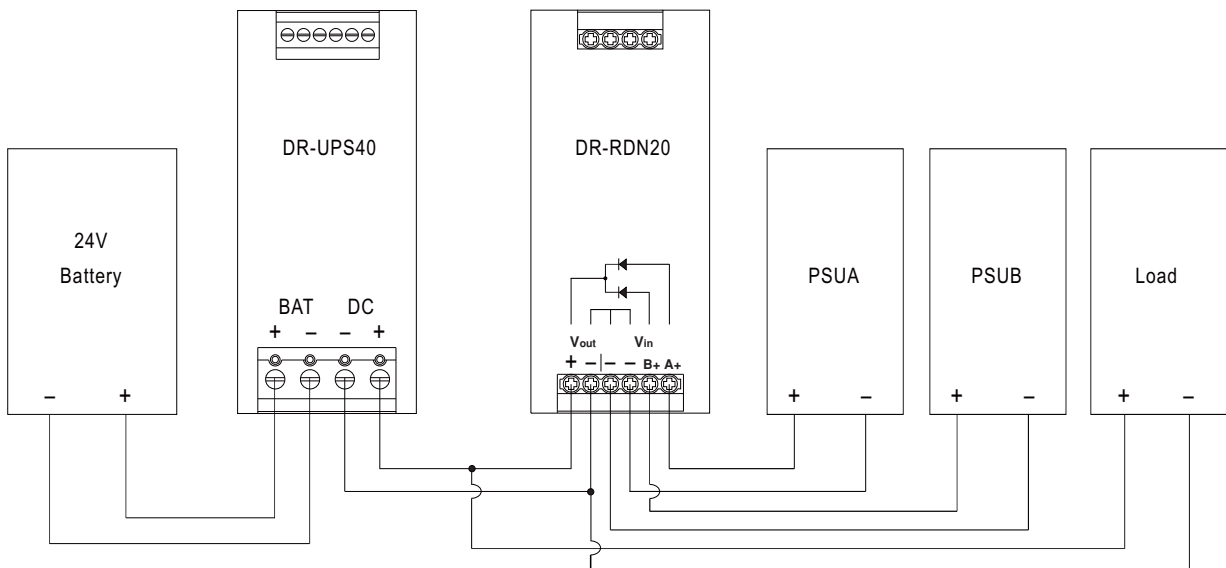 DR-UPS40
DR-RDN20
24V
Battery
BAT DC
+ − − +
PSUA
PSUB
Load
Vout Vin
+ − | − − B+ A+
− +
+ −
+ −
+ −